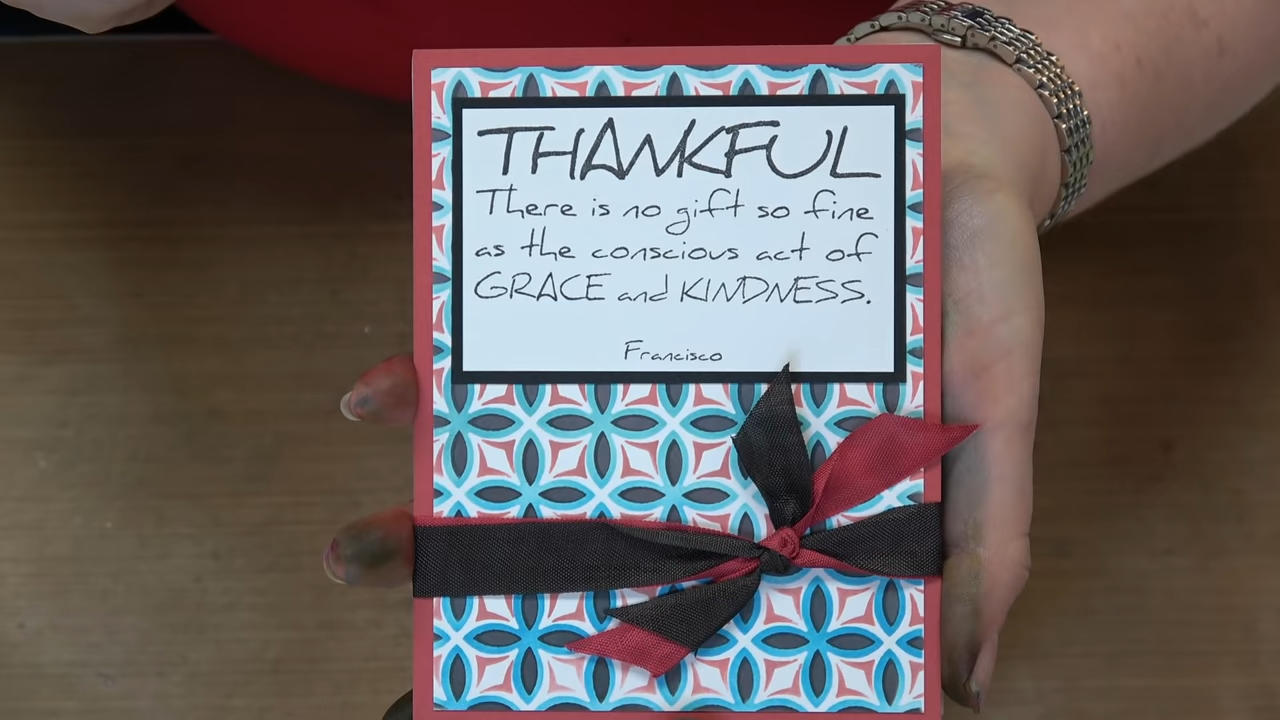 THANKFUL
There is no gift so fine
as the conscious act of
GRACE and KINDNESS.
Francisco